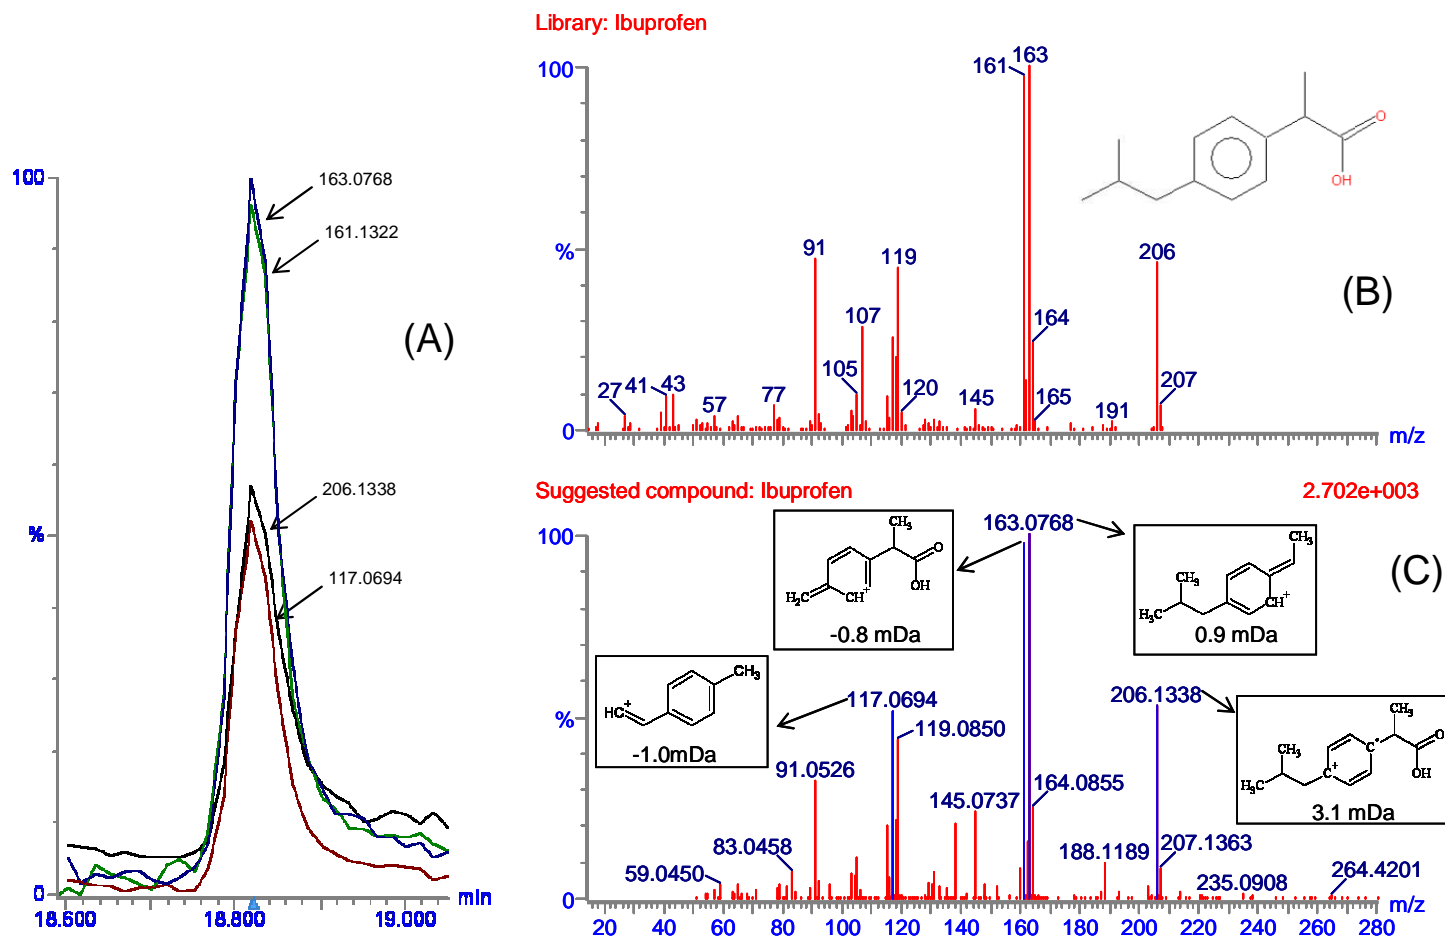 100
%
0
18.600
18.800
19.000
min
163.0768
161.1322
206.1338
117.0694
(A)
Library: Ibuprofen
100
%
0
27
41
43
57
77
91
105
107
119
120
145
161
163
164
165
191
206
207
m/z
O
OH
(B)
Suggested compound: Ibuprofen
2.702e+003
100
%
0
59.0450
83.0458
91.0526
117.0694
119.0850
145.0737
163.0768
164.0855
188.1189
206.1338
207.1363
235.0908
264.4201
CH3
O
OH
H2C
CH+
-0.8 mDa
CH3
CH3
H3C
CH+
0.9 mDa
CH3
HC+
-1.0mDa
CH3
CH3
C
O
H3C
C+
OH
3.1 mDa
(C)
20
40
60
80
100
120
140
160
180
200
220
240
260
280
m/z